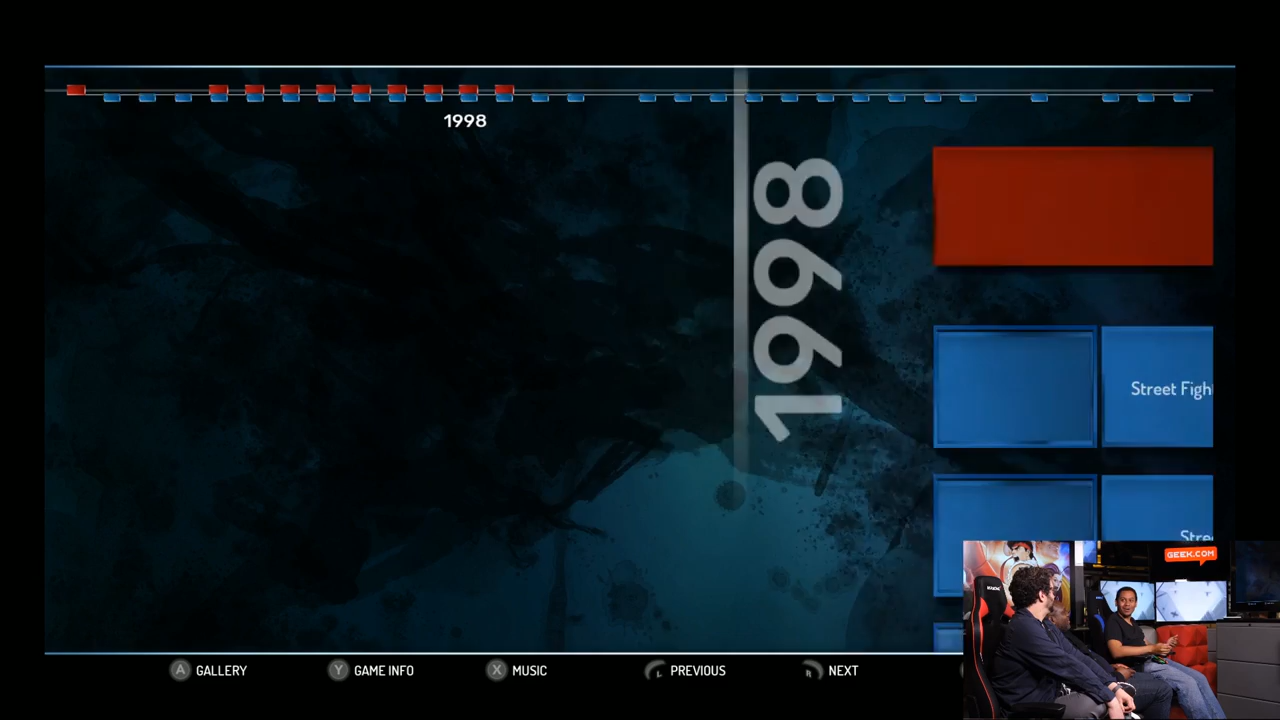 1998
1998
Street Figh
Stre
GEEK.COM
A GALLERY
Y GAME INFO
X MUSIC
L PREVIOUS
R NEXT